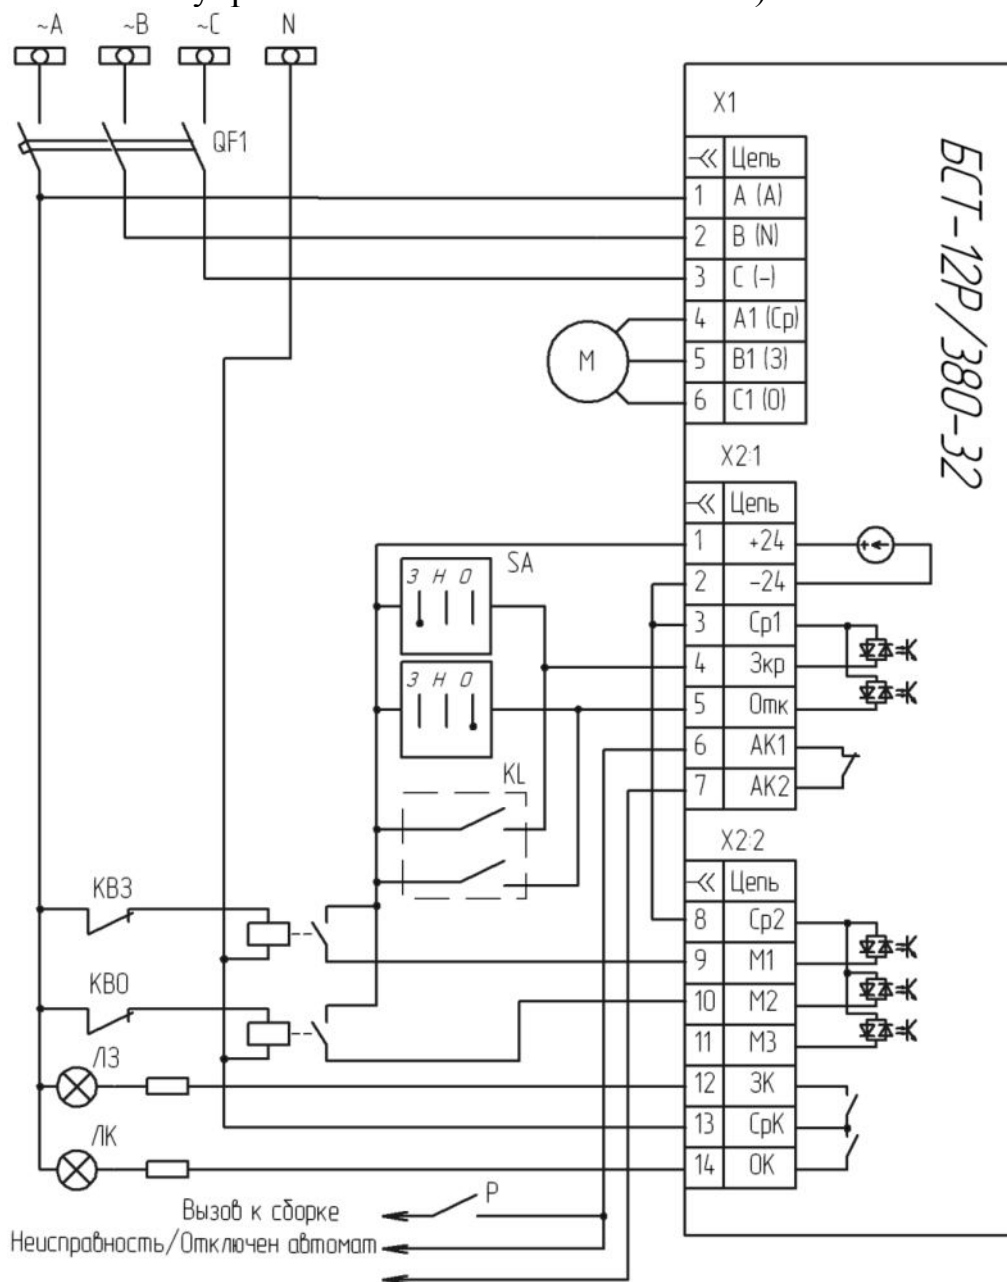 ~A ~B ~C N
QF1
БСТ-12Р/380-32
X1
Цепь
1 A (A)
2 B (N)
3 C (-)
4 A1 (Ср)
5 B1 (З)
6 C1 (О)
M
X2:1
Цепь
1 +24
2 -24
3 Ср1
4 Зкр
5 Отк
6 АК1
7 АК2
SA
З Н О
З Н О
KL
X2:2
Цепь
8 Ср2
9 М1
10 М2
11 М3
12 ЗК
13 СрК
14 ОК
КВЗ
КВО
ЛЗ
ЛК
Р
Вызов к сборке
Неисправность/Отключен автомат